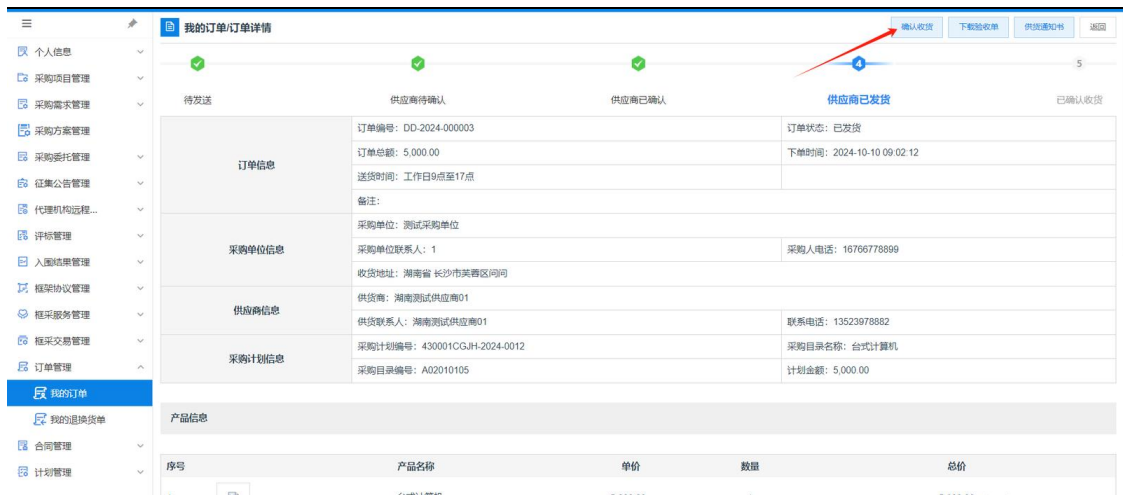 我的订单/订单详情
确认收货 下载验收单 供货通知书 返回
个人信息
采购项目管理
采购需求管理
采购方案管理
采购委托管理
征集公告管理
代理机构远程...
评标管理
入围结果管理
框架协议管理
框采服务管理
框采交易管理
订单管理
我的订单
我的退换货单
合同管理
计划管理
4 5
待发送 供应商待确认 供应商已确认 供应商已发货 已确认收货
订单信息
订单编号：DD-2024-000003 订单状态：已发货
订单总额：5,000.00 下单时间：2024-10-10 09:02:12
送货时间：工作日9点至17点
备注：
采购单位信息
采购单位：测试采购单位
采购单位联系人：1 采购人电话：16766778899
收货地址：湖南省 长沙市芙蓉区问问
供应商信息
供货商：湖南测试供应商01
供货联系人：湖南测试供应商01 联系电话：13523978882
采购计划信息
采购计划编号：430001CGJH-2024-0012 采购目录名称：台式计算机
采购目录编号：A02010105 计划金额：5,000.00
产品信息
序号 产品名称 单价 数量 总价